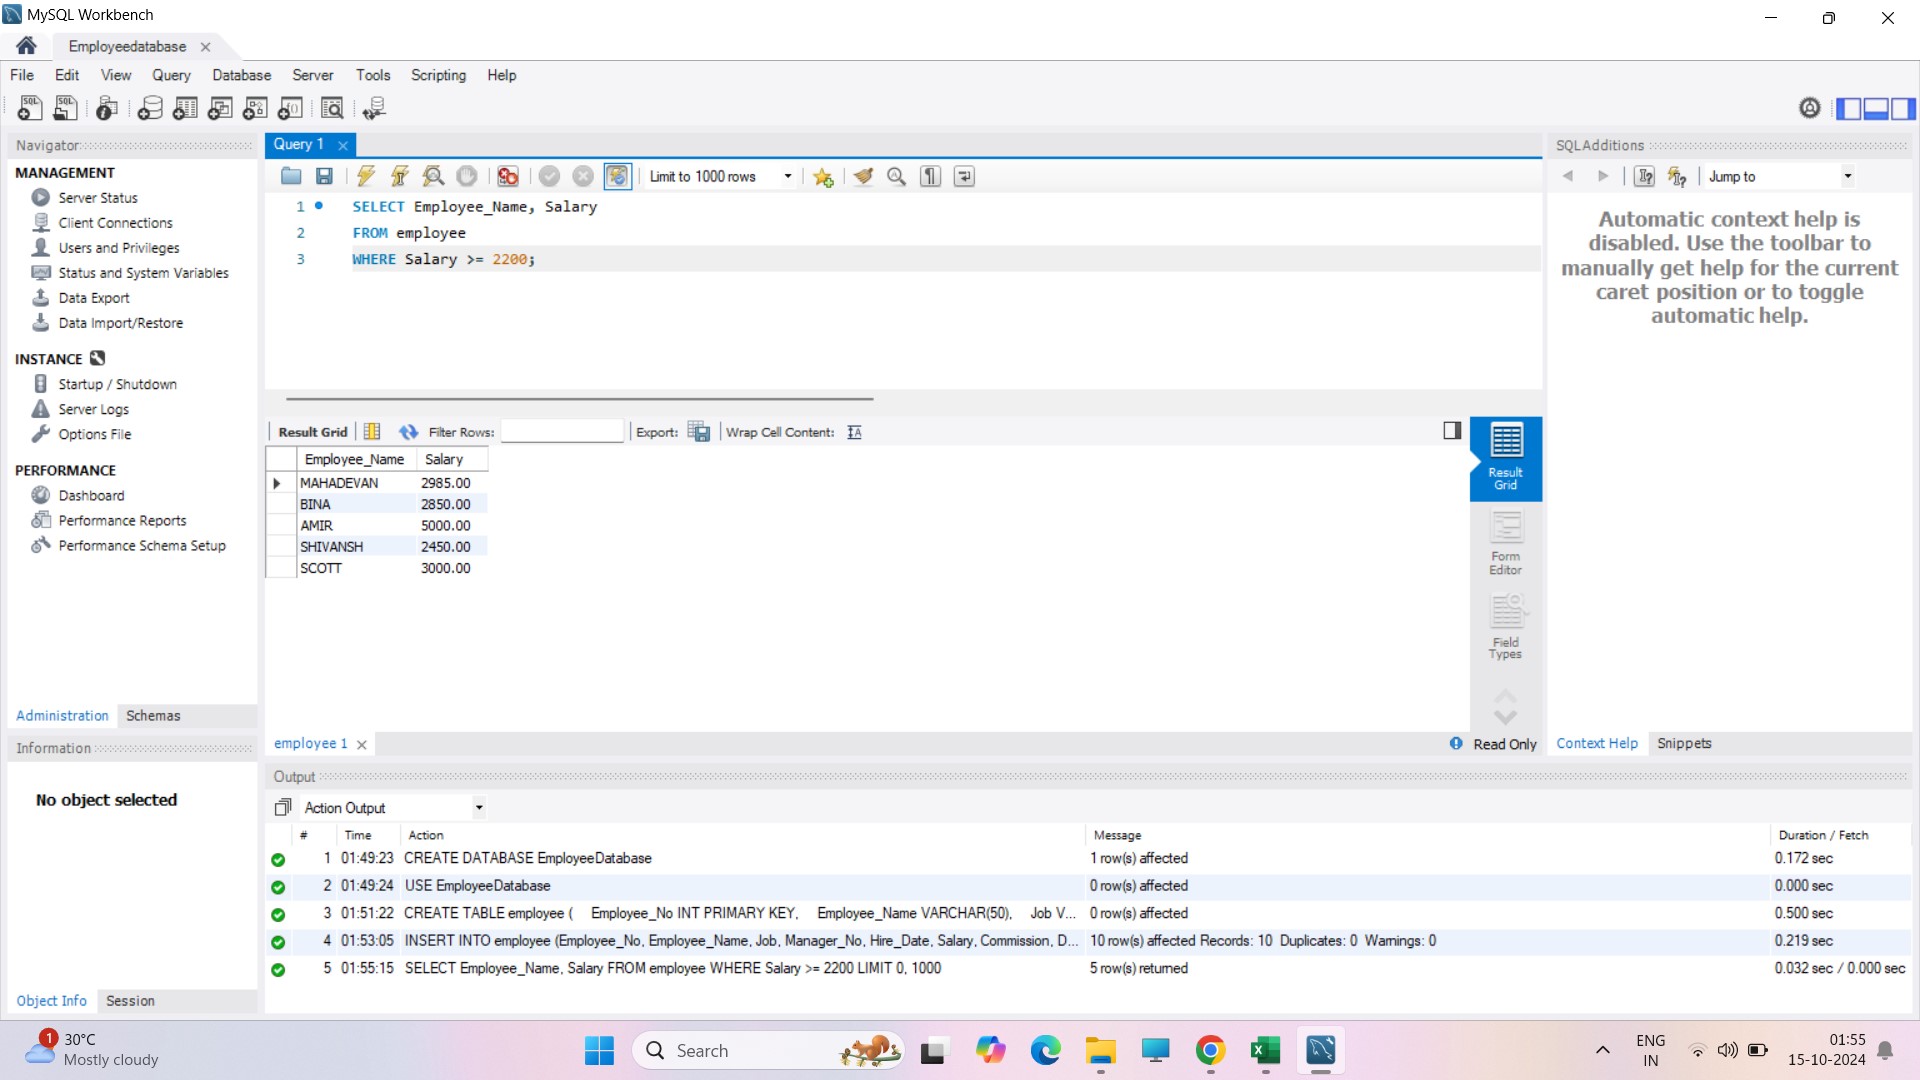 MySQL Workbench
Employeedatabase
File Edit View Query Database Server Tools Scripting Help
Navigator
MANAGEMENT
Server Status
Client Connections
Users and Privileges
Status and System Variables
Data Export
Data Import/Restore
INSTANCE
Startup / Shutdown
Server Logs
Options File
PERFORMANCE
Dashboard
Performance Reports
Performance Schema Setup
Administration Schemas
Information
No object selected
Object Info Session
Query 1
Limit to 1000 rows
1 SELECT Employee_Name, Salary
2 FROM employee
3 WHERE Salary >= 2200;
Result Grid Filter Rows: Export: Wrap Cell Content:
Employee_Name Salary
MAHADEVAN 2985.00
BINA 2850.00
AMIR 5000.00
SHIVANSH 2450.00
SCOTT 3000.00
Result
Grid
Form
Editor
Field
Types
employee 1
Read Only
SQLAdditions
Jump to
Automatic context help is
disabled. Use the toolbar to
manually get help for the current
caret position or to toggle
automatic help.
Context Help Snippets
Output
Action Output
# Time Action Message Duration / Fetch
1 01:49:23 CREATE DATABASE EmployeeDatabase 1 row(s) affected 0.172 sec
2 01:49:24 USE EmployeeDatabase 0 row(s) affected 0.000 sec
3 01:51:22 CREATE TABLE employee ( Employee_No INT PRIMARY KEY, Employee_Name VARCHAR(50), Job V... 0 row(s) affected 0.500 sec
4 01:53:05 INSERT INTO employee (Employee_No, Employee_Name, Job, Manager_No, Hire_Date, Salary, Commission, D... 10 row(s) affected Records: 10 Duplicates: 0 Warnings: 0 0.219 sec
5 01:55:15 SELECT Employee_Name, Salary FROM employee WHERE Salary >= 2200 LIMIT 0, 1000 5 row(s) returned 0.032 sec / 0.000 sec
1
30°C
Mostly cloudy
Search
ENG
IN
01:55
15-10-2024